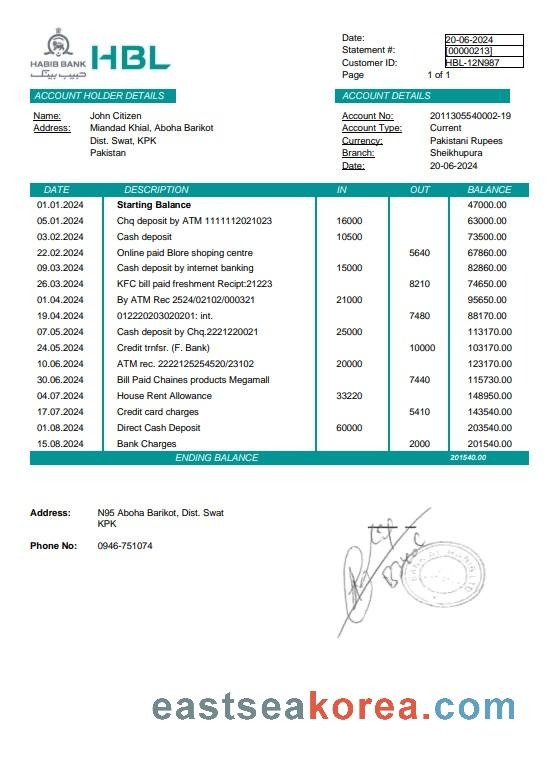 HABIB BANK
حبيب بينک
HBL
Date: 20-06-2024
Statement #: [00000213]
Customer ID: HBL-12N987
Page 1 of 1
ACCOUNT HOLDER DETAILS
Name: John Citizen
Address: Miandad Khial, Aboha Barikot
Dist. Swat, KPK
Pakistan
ACCOUNT DETAILS
Account No: 2011305540002-19
Account Type: Current
Currency: Pakistani Rupees
Branch: Sheikhupura
Date: 20-06-2024
DATE DESCRIPTION IN OUT BALANCE
01.01.2024 Starting Balance 47000.00
05.01.2024 Chq deposit by ATM 1111112021023 16000 63000.00
03.02.2024 Cash deposit 10500 73500.00
22.02.2024 Online paid Blore shoping centre 5640 67860.00
09.03.2024 Cash deposit by internet banking 15000 82860.00
26.03.2024 KFC bill paid freshment Recipt:21223 8210 74650.00
01.04.2024 By ATM Rec 2524/02102/000321 21000 95650.00
19.04.2024 012220203020201: int. 7480 88170.00
07.05.2024 Cash deposit by Chq.2221220021 25000 113170.00
24.05.2024 Credit trnfsr. (F. Bank) 10000 103170.00
10.06.2024 ATM rec. 2222125254520/23102 20000 123170.00
30.06.2024 Bill Paid Chaines products Megamall 7440 115730.00
04.07.2024 House Rent Allowance 33220 148950.00
17.07.2024 Credit card charges 5410 143540.00
01.08.2024 Direct Cash Deposit 60000 203540.00
15.08.2024 Bank Charges 2000 201540.00
ENDING BALANCE 201540.00
Address: N95 Aboha Barikot, Dist. Swat
KPK
Phone No: 0946-751074
eastseakorea.com